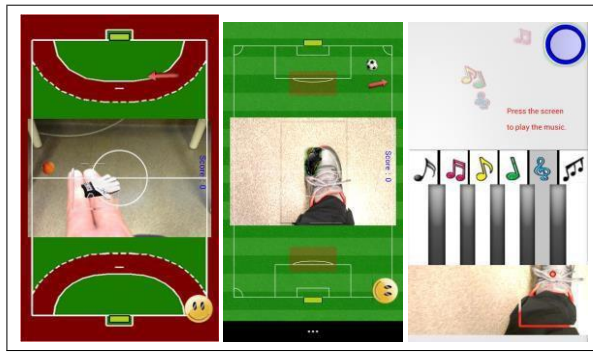 Score : 0
Score : 0
Press the screen
to play the music.